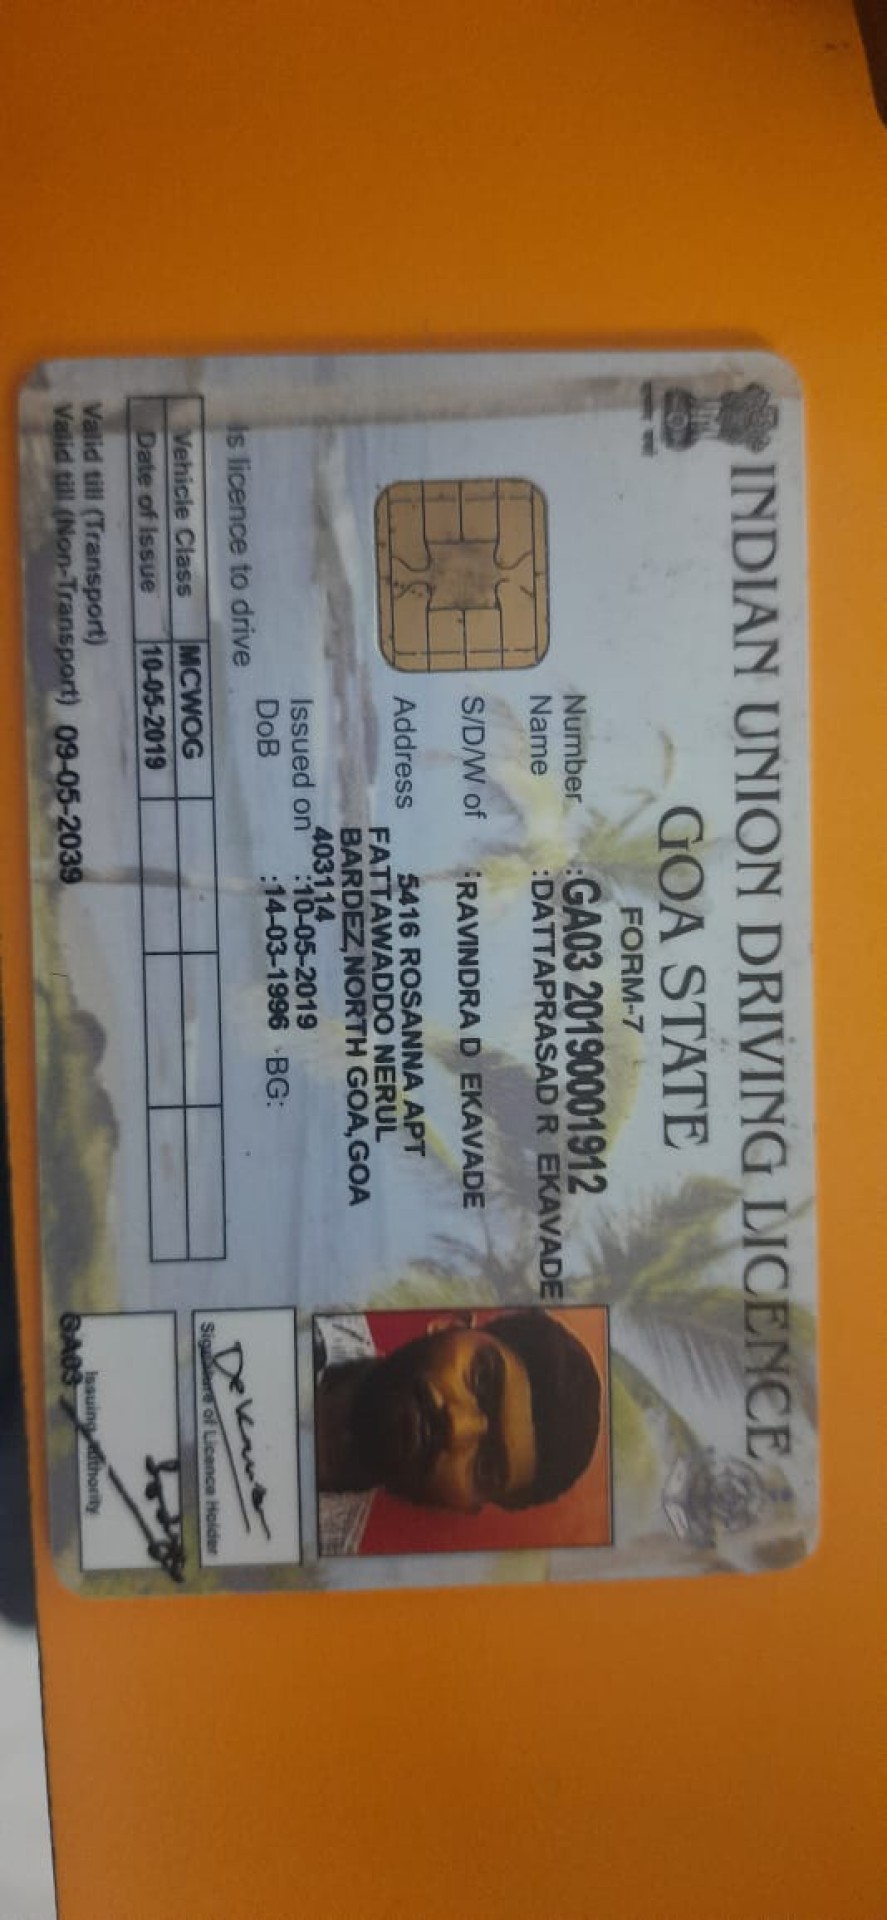 INDIAN UNION DRIVING LICENCE
GOA STATE
FORM-7
Number :GA03 20190001912
Name :DATTAPRASAD R EKAVADE
S/D/W of :RAVINDRA D EKAVADE
Address 5416 ROSANNA APT
FATTAWADDO NERUL
BARDEZ,NORTH GOA,GOA
403114
Issued on :10-05-2019
DoB :14-03-1996 BG:
Is licence to drive
Vehicle Class MCWOG
Date of Issue 10-05-2019
Valid till (Transport)
Valid till (Non-Transport) 09-05-2039
Signature of Licence Holder
Issuing Authority
GA03